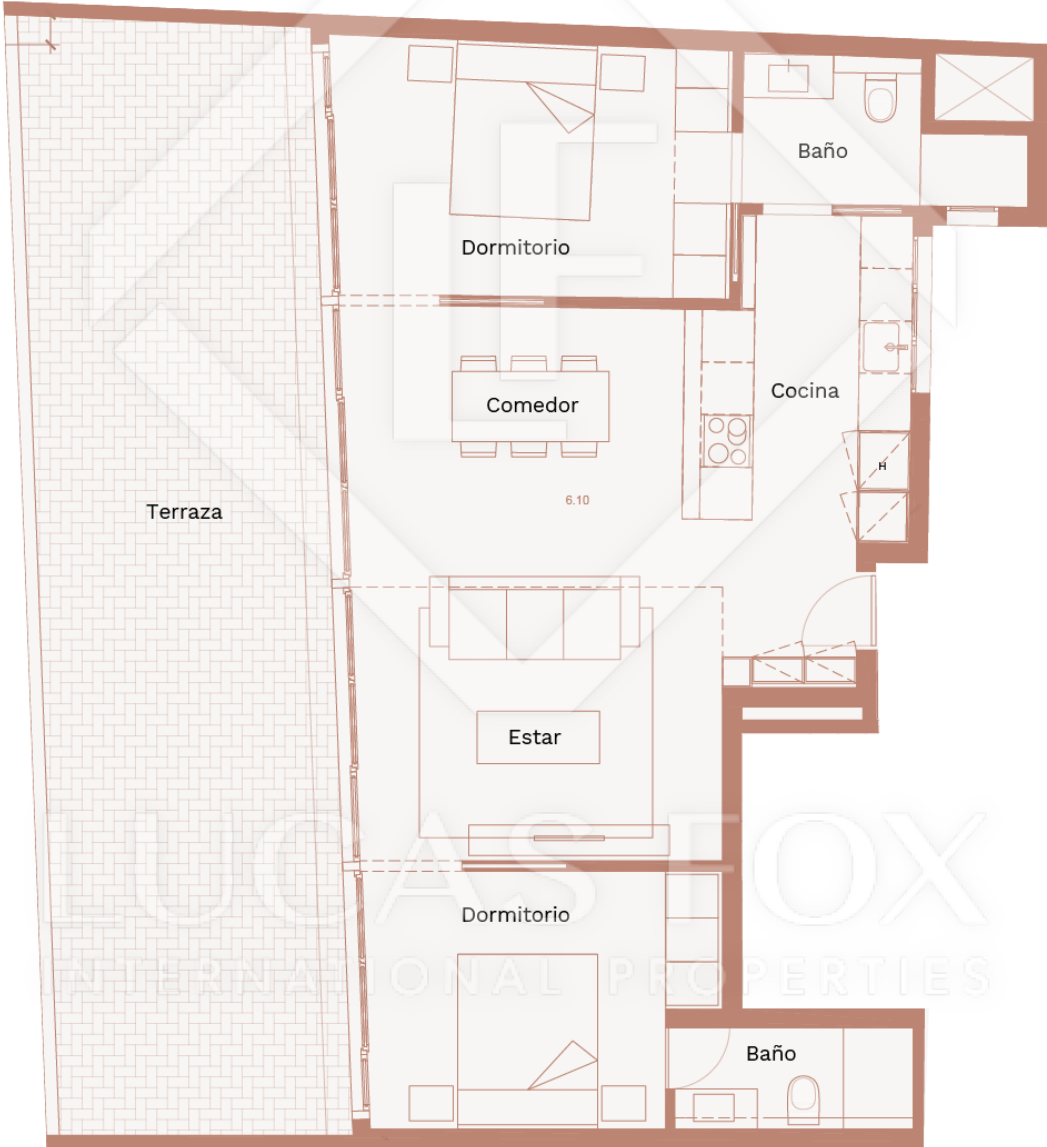 Baño
Dormitorio
Cocina
Comedor
H
6.10
Terraza
Estar
LUCAS FOX
Dormitorio
INTERNATIONAL PROPERTIES
Baño